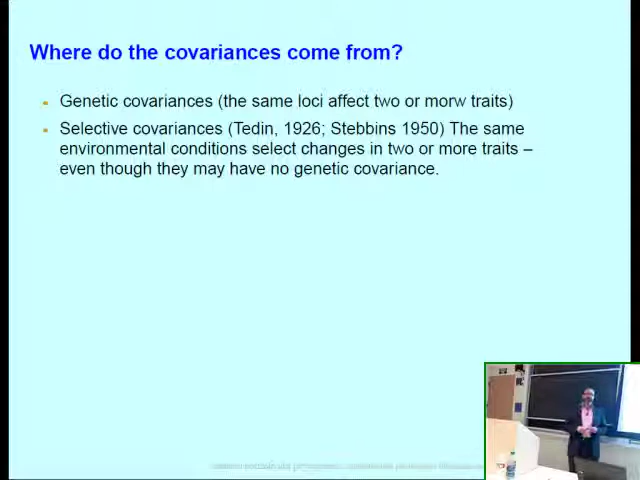 Where do the covariances come from?
Genetic covariances (the same loci affect two or morw traits)
Selective covariances (Tedin, 1926; Stebbins 1950) The same
environmental conditions select changes in two or more traits –
even though they may have no genetic covariance.